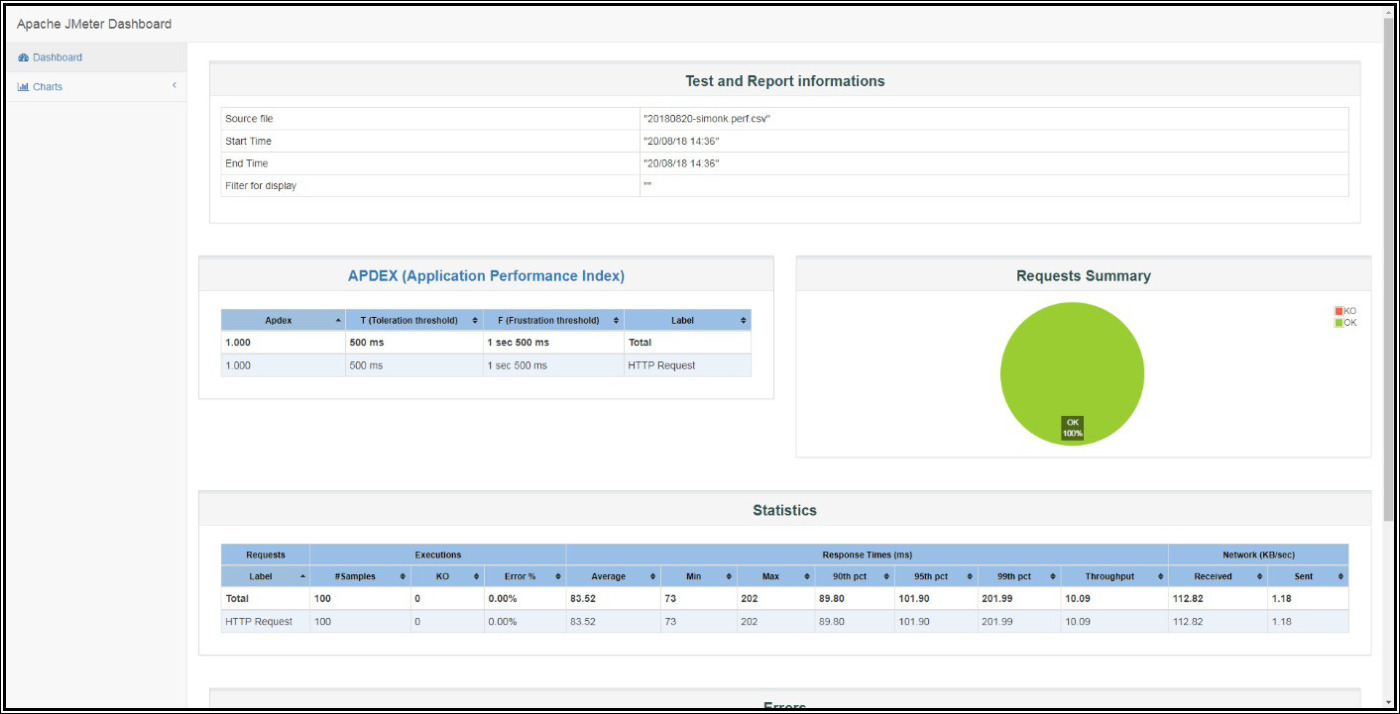 Apache JMeter Dashboard
Dashboard
Charts
Test and Report informations
Source file "20180820-simonk.perf.csv"
Start Time "20/08/18 14:36"
End Time "20/08/18 14:36"
Filter for display ""
APDEX (Application Performance Index)
Apdex T (Toleration threshold) F (Frustration threshold) Label
1.000 500 ms 1 sec 500 ms Total
1.000 500 ms 1 sec 500 ms HTTP Request
Requests Summary
KO
OK
OK
100%
Statistics
Requests Executions Response Times (ms) Network (KB/sec)
Label #Samples KO Error % Average Min Max 90th pct 95th pct 99th pct Throughput Received Sent
Total 100 0 0.00% 83.52 73 202 89.80 101.90 201.99 10.09 112.82 1.18
HTTP Request 100 0 0.00% 83.52 73 202 89.80 101.90 201.99 10.09 112.82 1.18
Errors